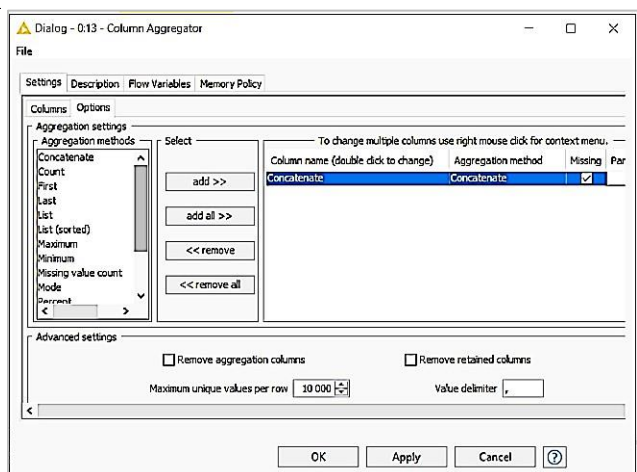 Dialog - 0:13 - Column Aggregator
File
Settings Description Flow Variables Memory Policy
Columns Options
Aggregation settings
Aggregation methods
Concatenate
Count
First
Last
List
List (sorted)
Maximum
Minimum
Missing value count
Mode
Percent
Select
add >>
add all >>
<< remove
<< remove all
To change multiple columns use right mouse click for context menu.
Column name (double click to change) Aggregation method Missing Par
Concatenate Concatenate
Advanced settings
Remove aggregation columns Remove retained columns
Maximum unique values per row 10 000 Value delimiter ,
OK Apply Cancel ?